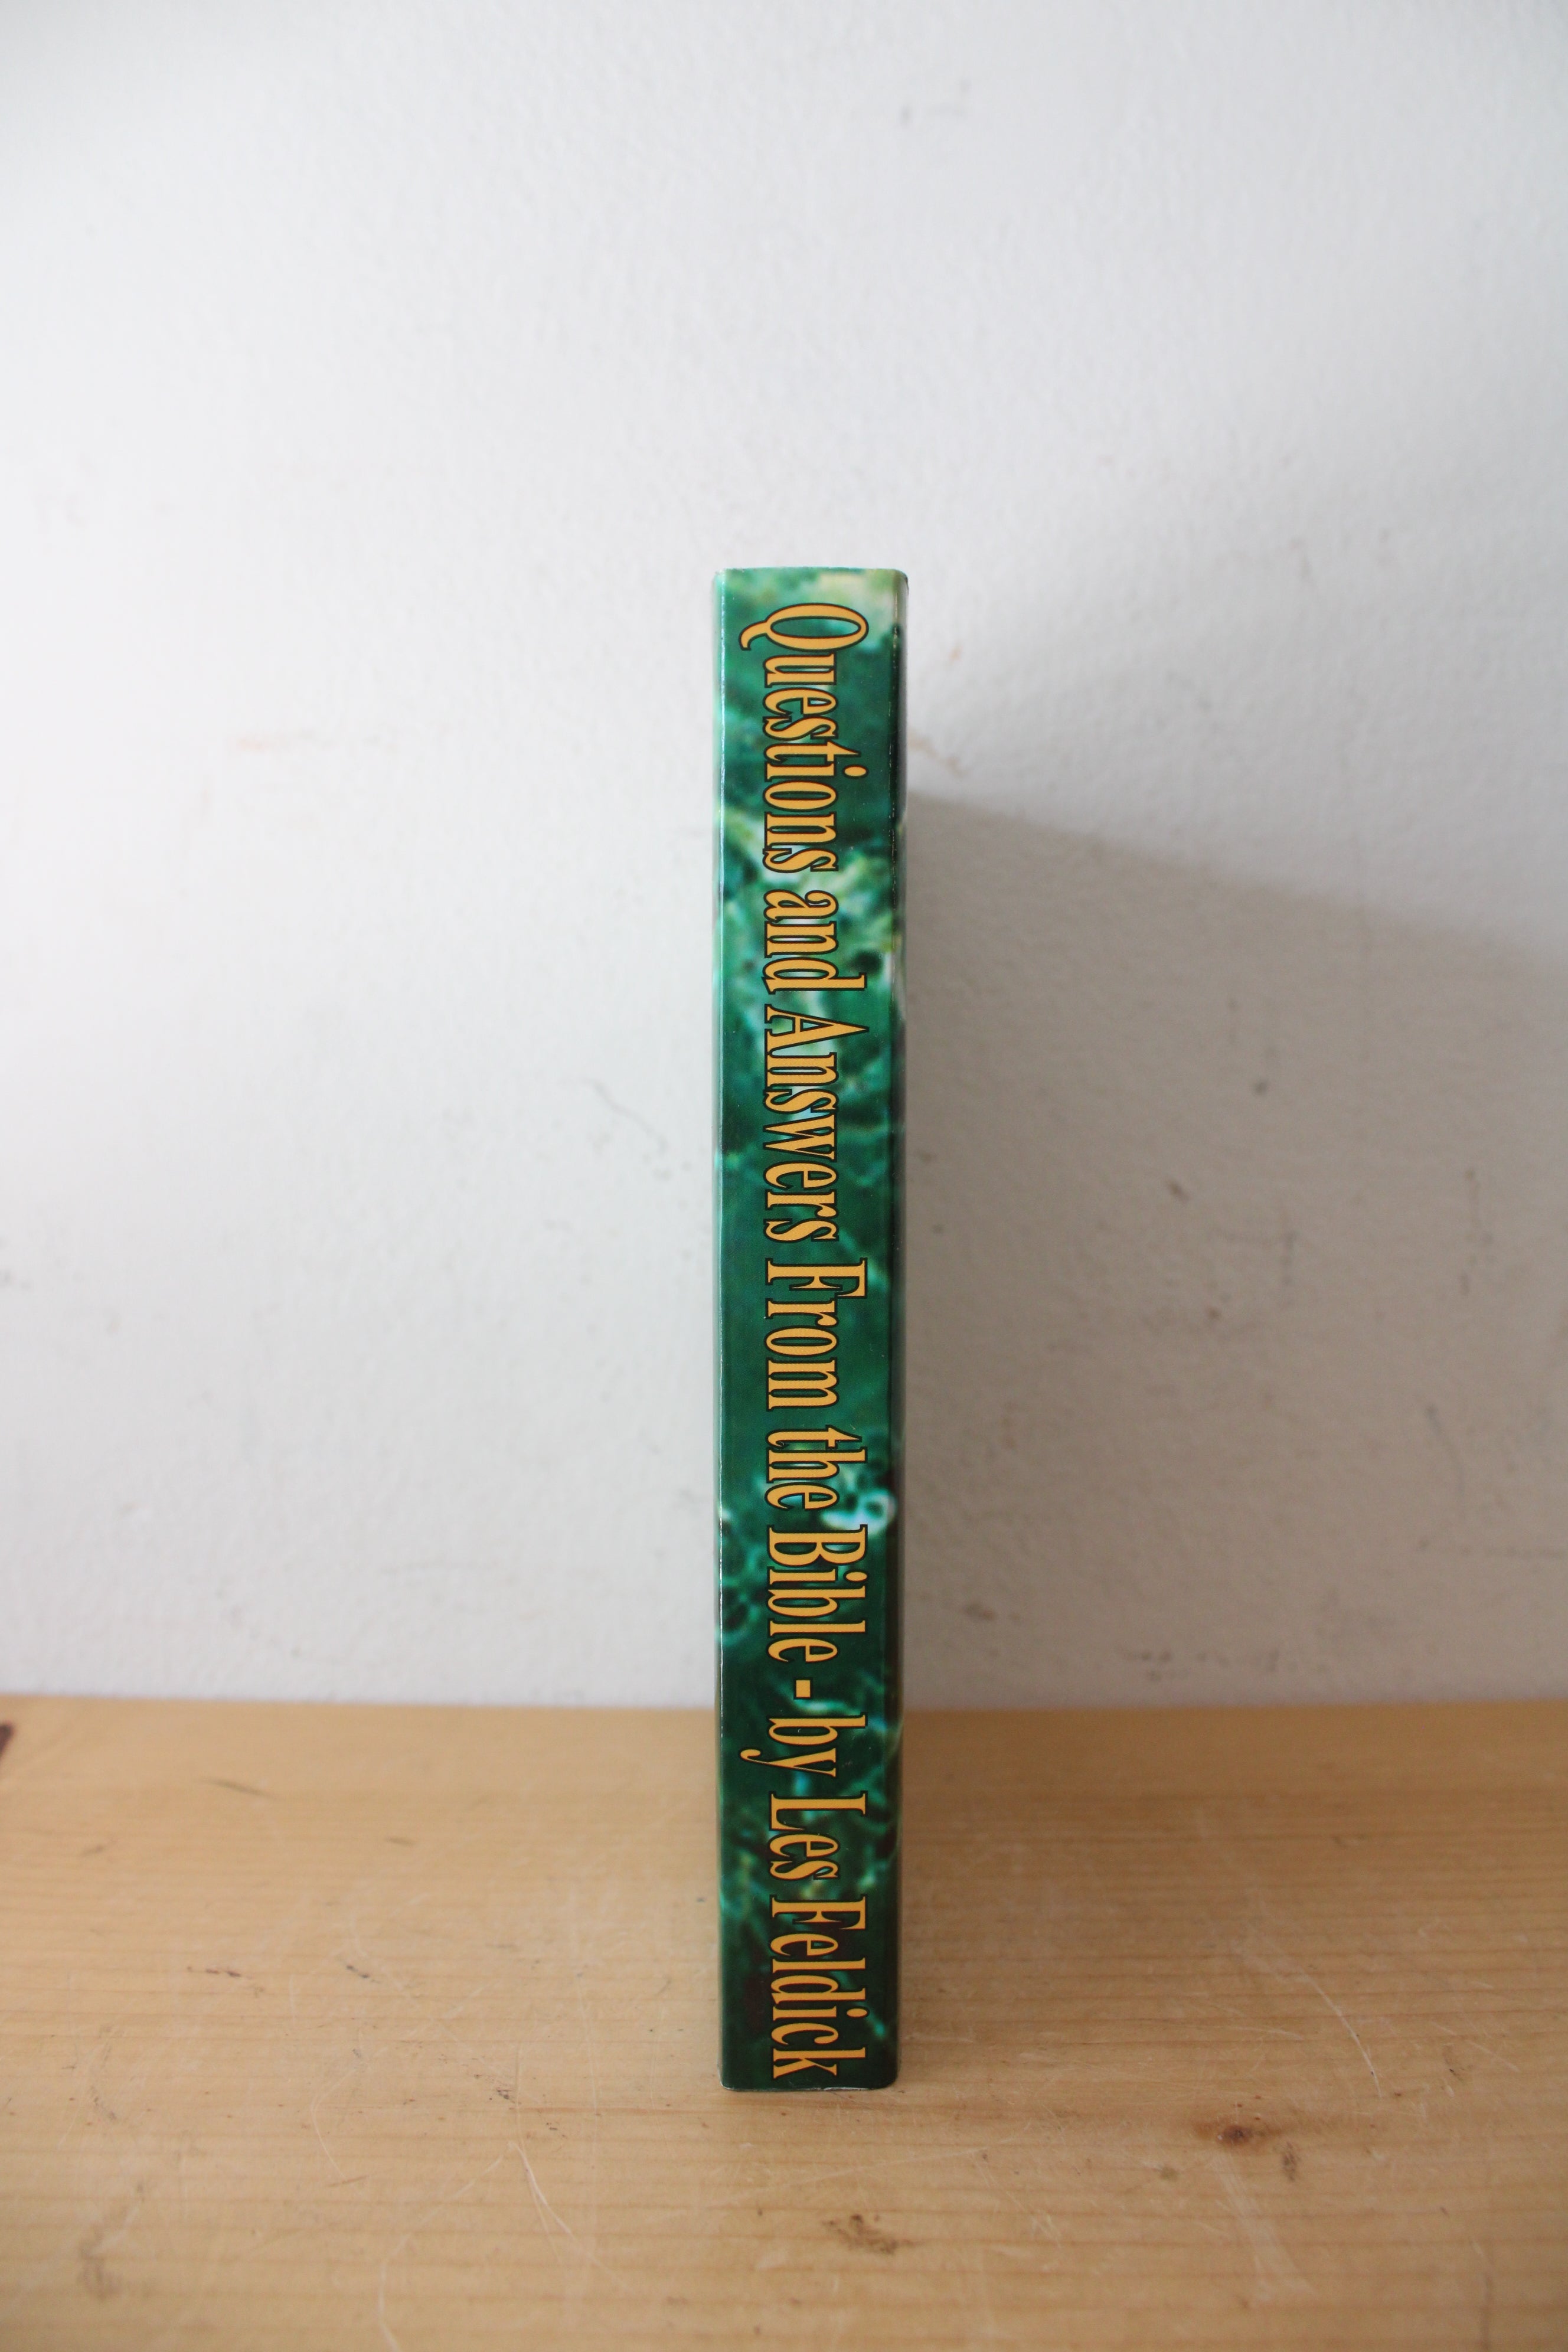 Questions and Answers From the Bible - by Les Feldick